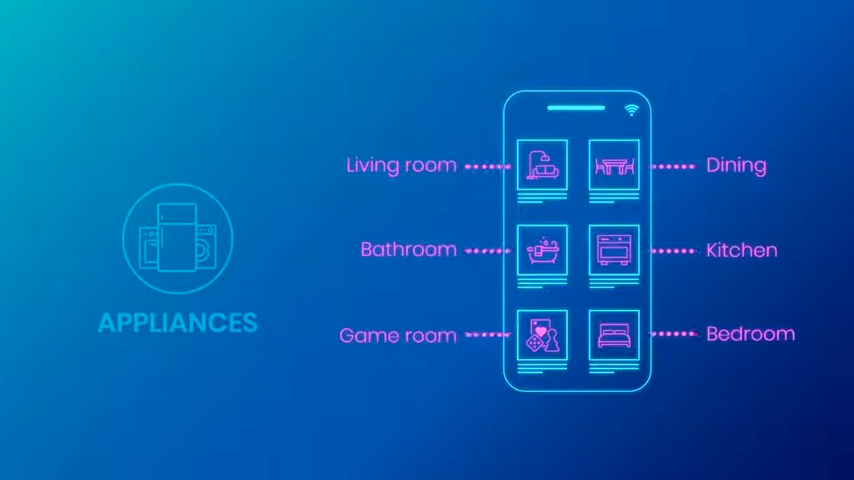 Living room
Dining
Bathroom
Kitchen
APPLIANCES
Game room
Bedroom